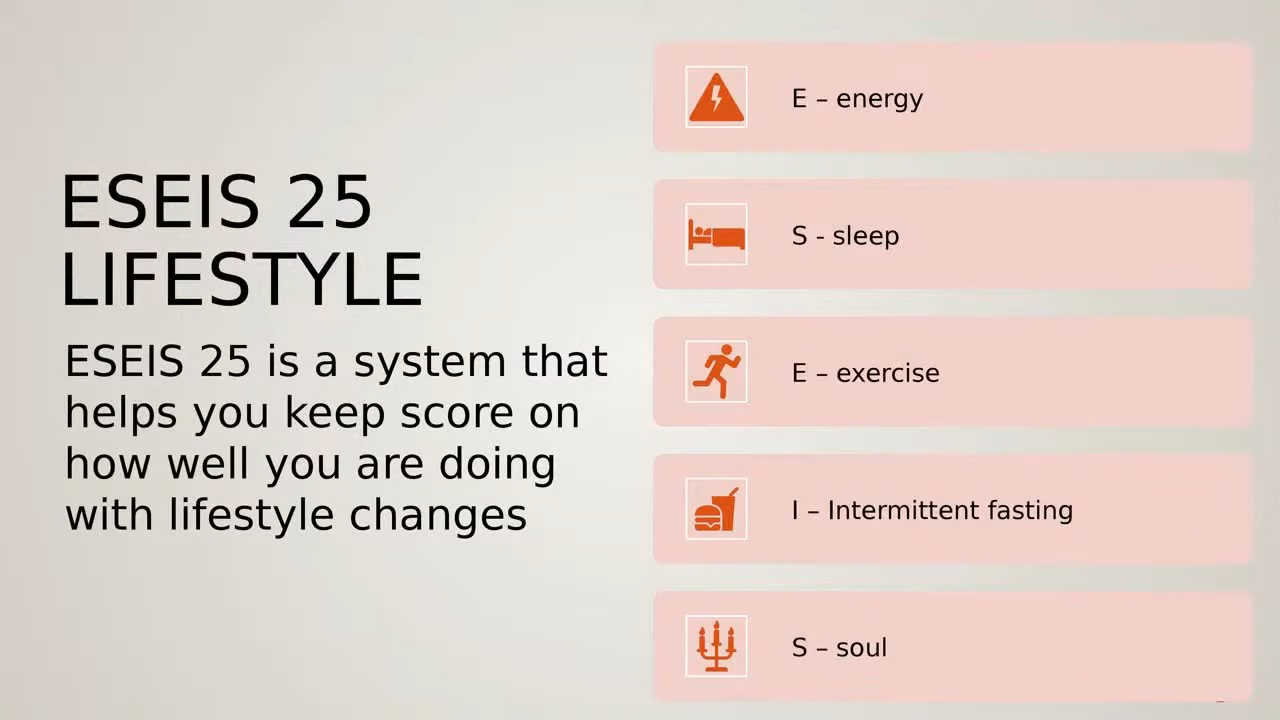 ESEIS 25
LIFESTYLE
ESEIS 25 is a system that
helps you keep score on
how well you are doing
with lifestyle changes
E – energy
S - sleep
E – exercise
I – Intermittent fasting
S – soul